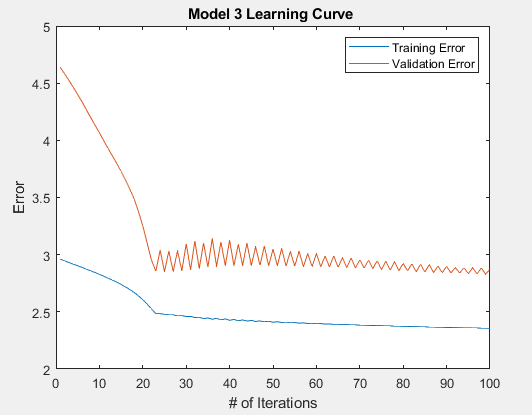 Model 3 Learning Curve
Training Error
Validation Error
5
4.5
4
3.5
3
2.5
2
Error
0 10 20 30 40 50 60 70 80 90 100
# of Iterations